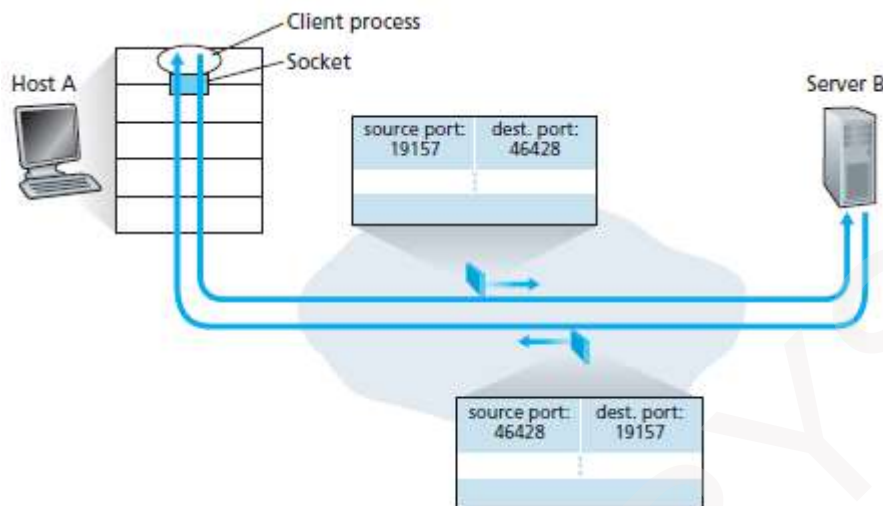 Client process
Socket
Host A
Server B
source port: dest. port:
19157 46428
source port: dest. port:
46428 19157